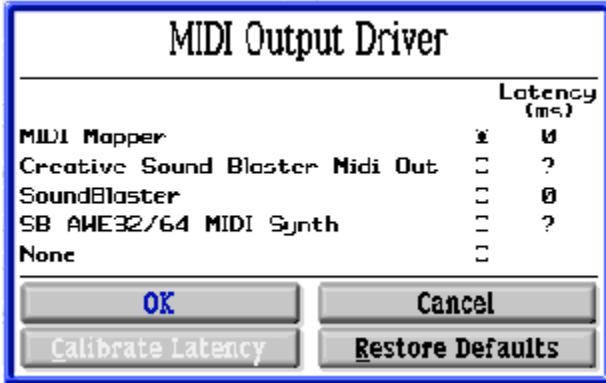 MIDI Output Driver
Latency
(ms)
MIDI Mapper 0
Creative Sound Blaster Midi Out ?
SoundBlaster 0
SB AWE32/64 MIDI Synth ?
None
OK Cancel
Calibrate Latency Restore Defaults